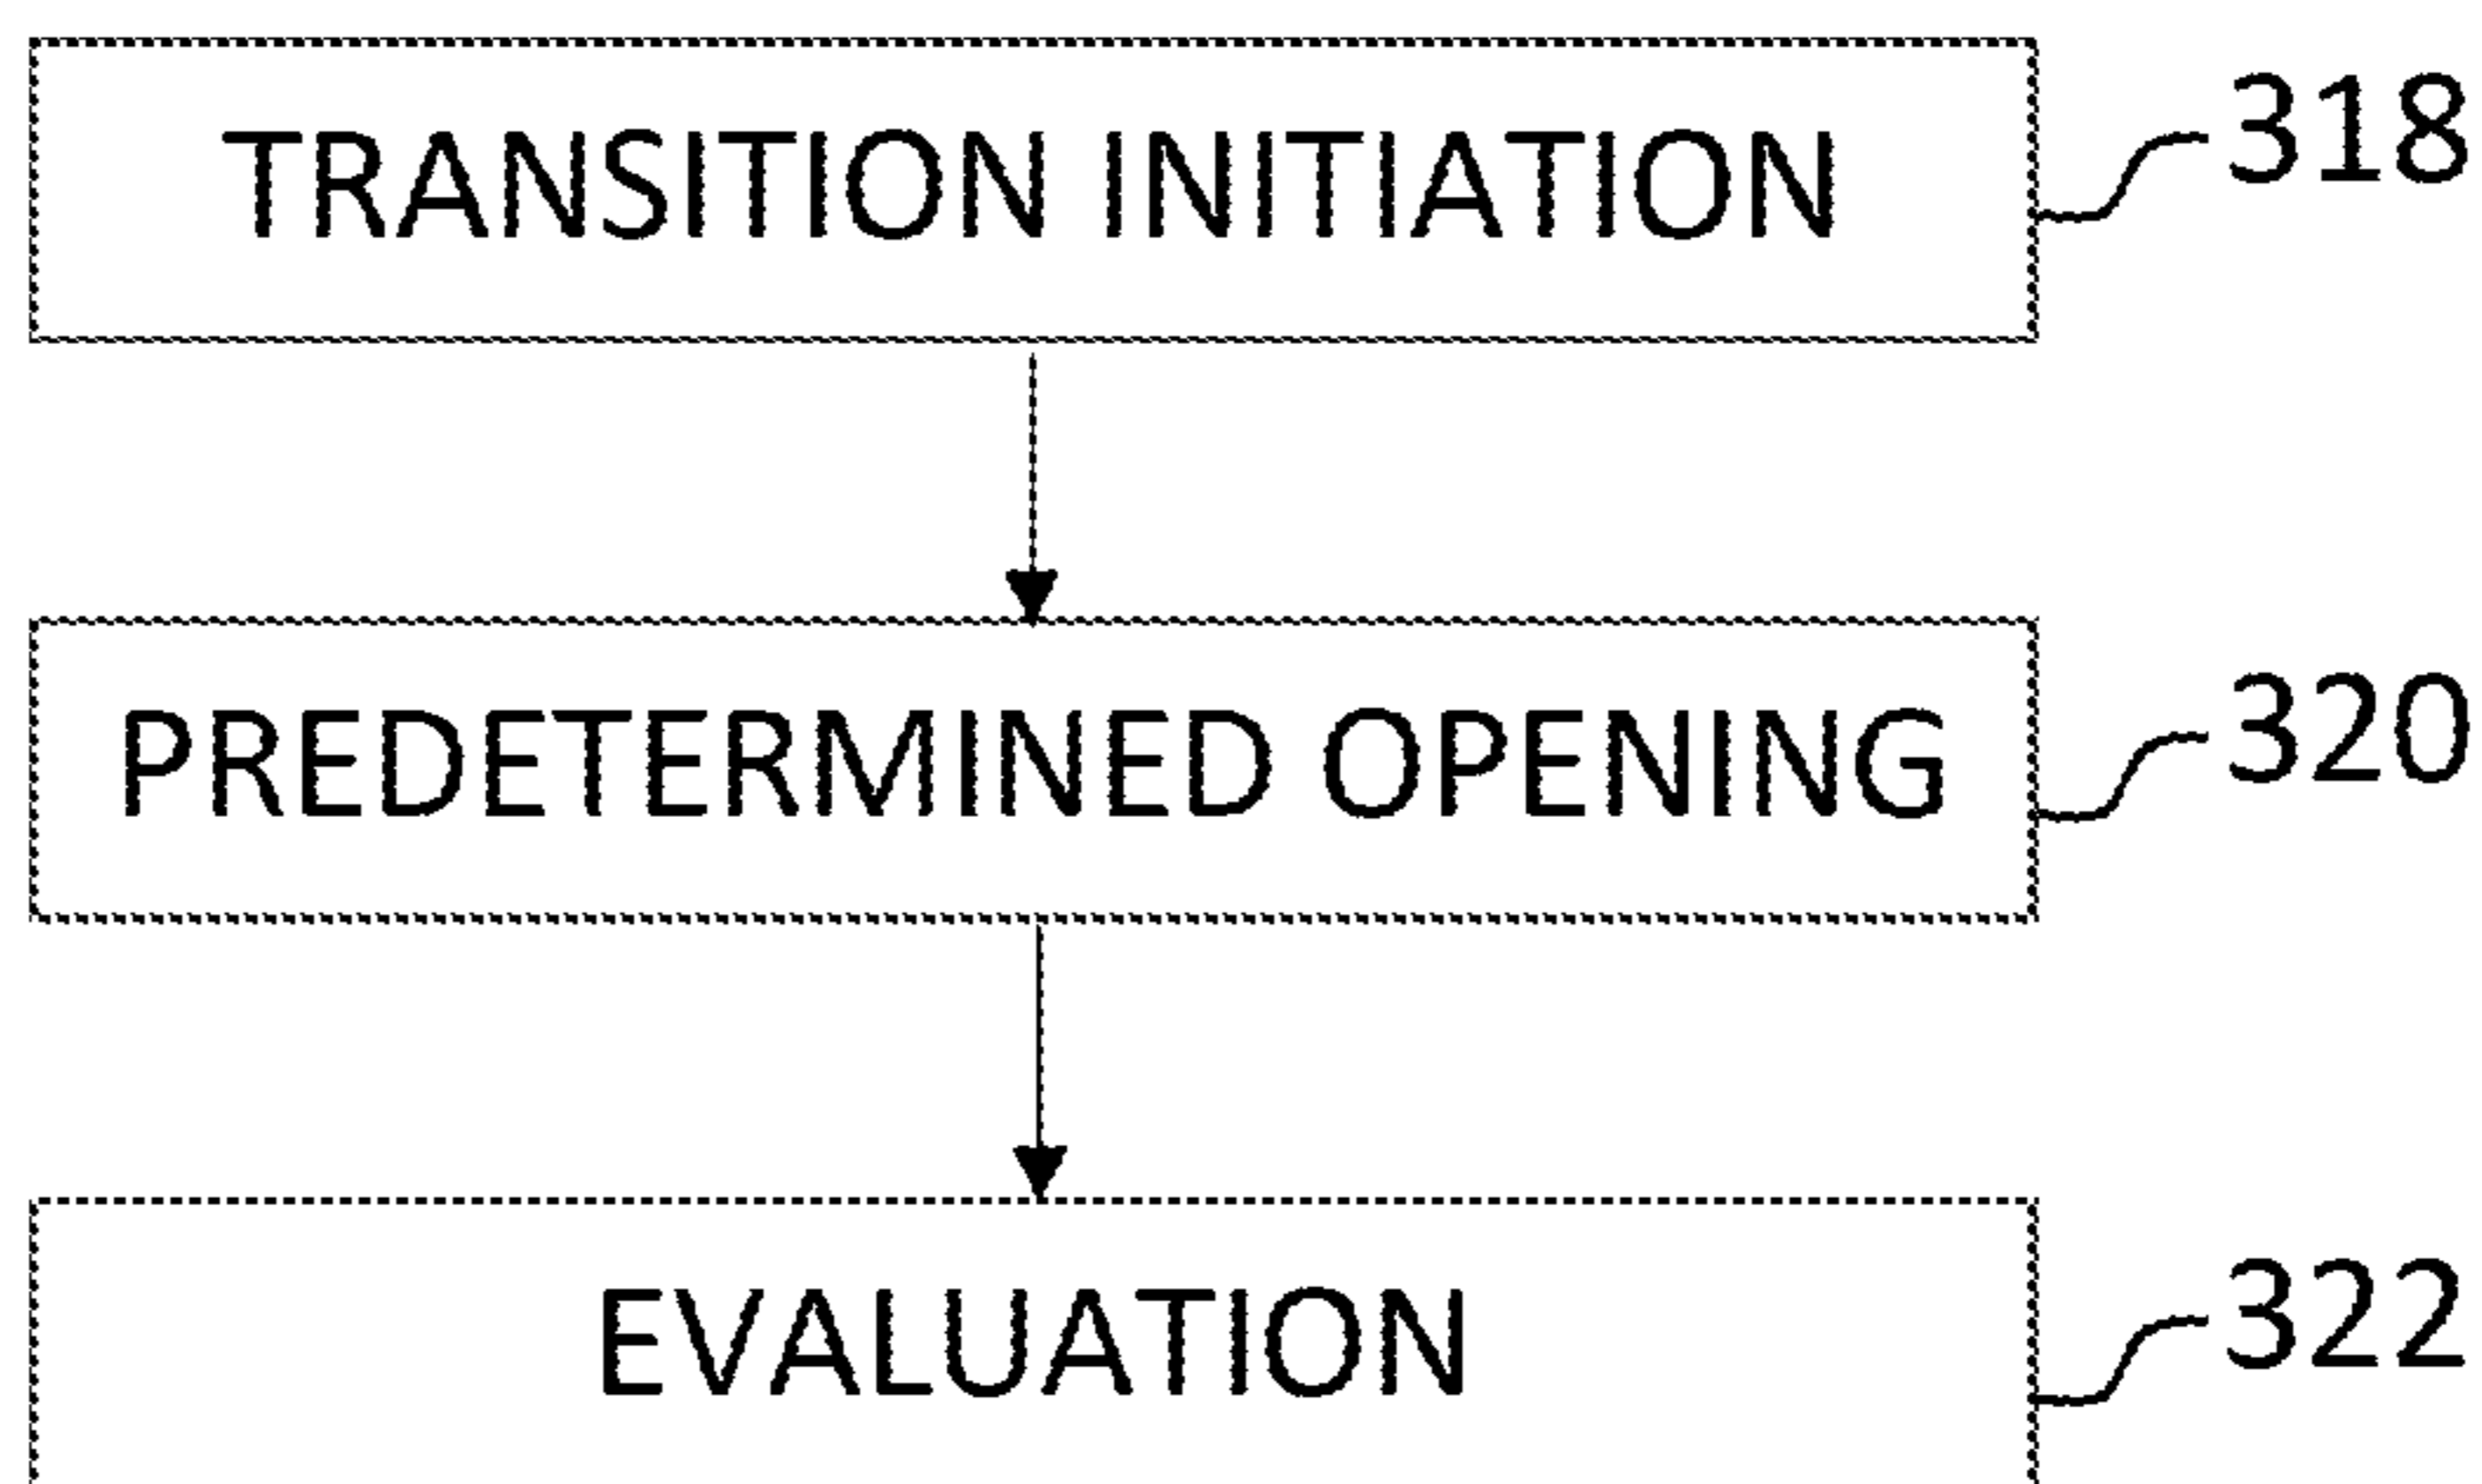 TRANSITION INITIATION
318
PREDETERMINED OPENING
320
EVALUATION
322